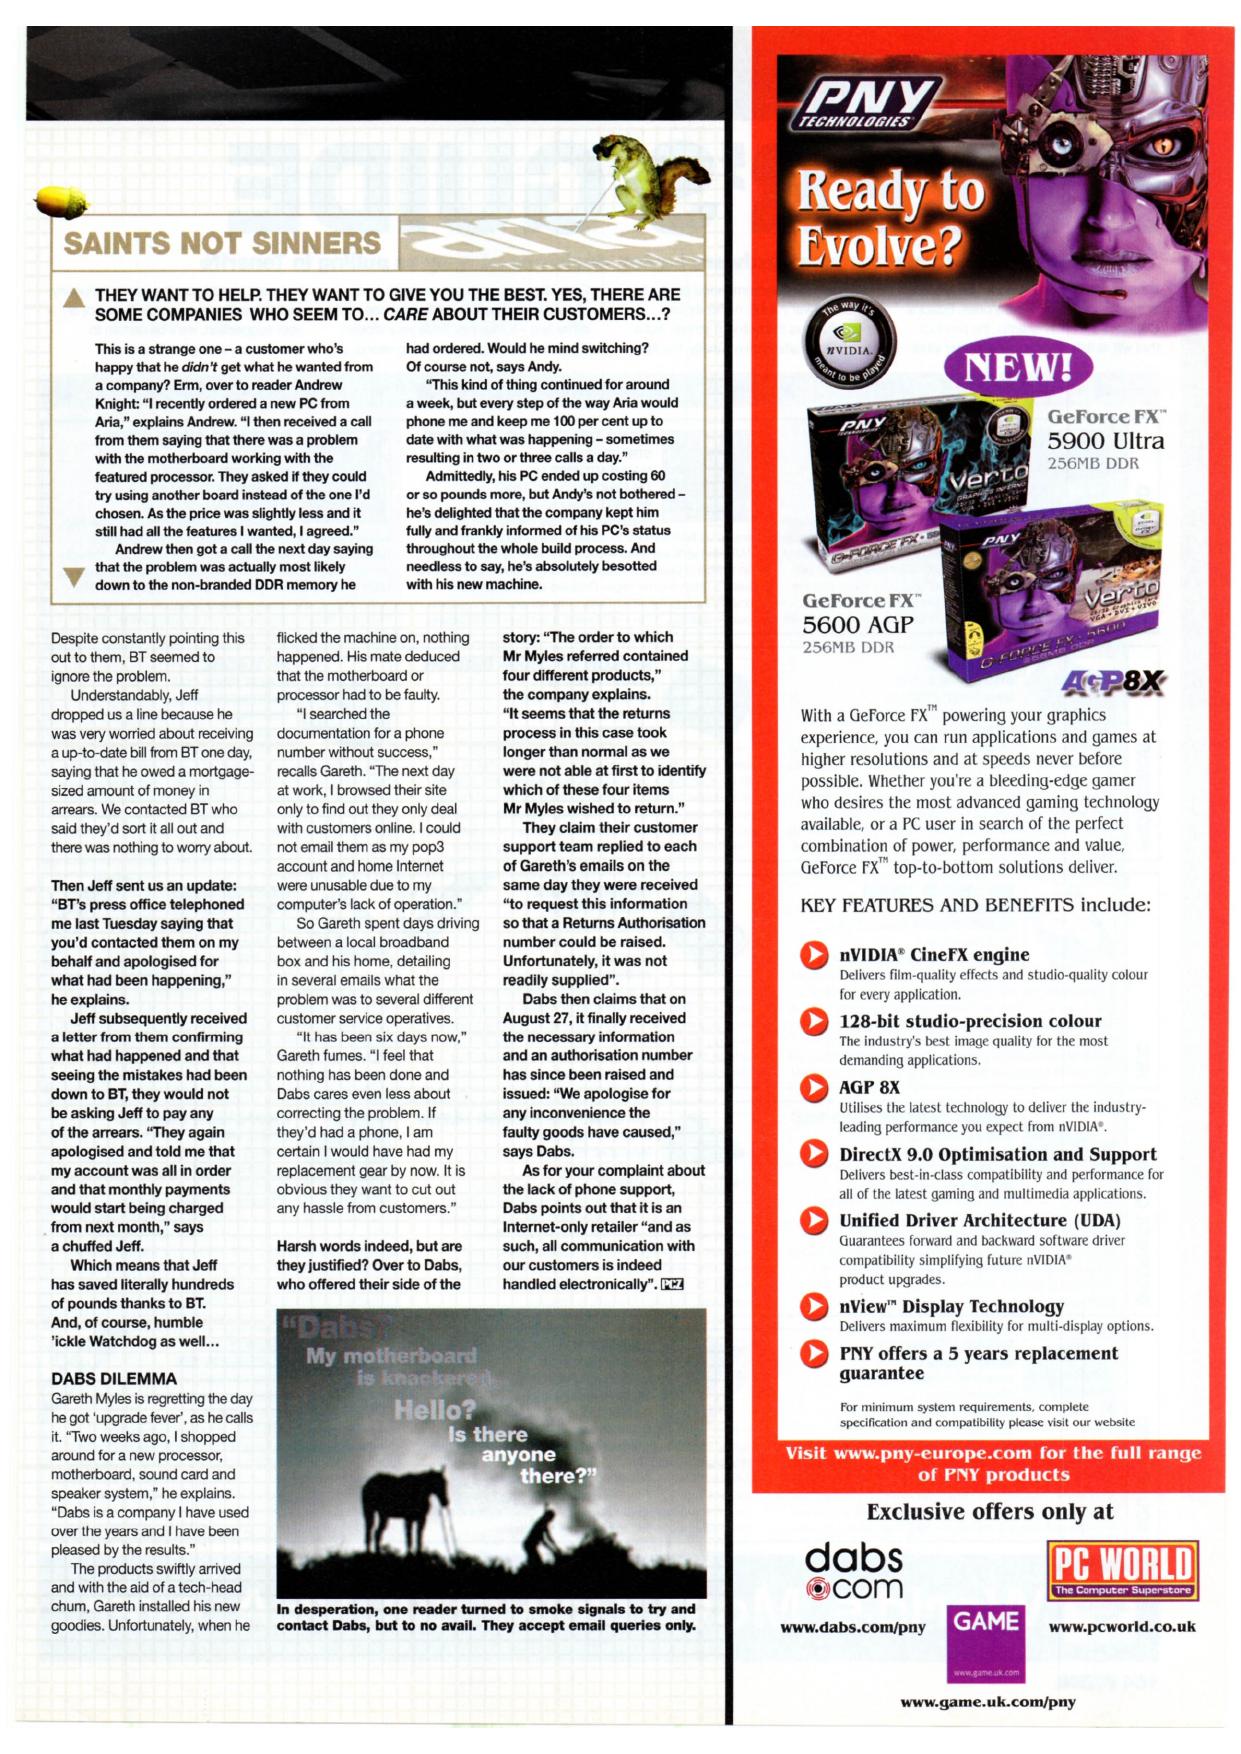 SAINTS NOT SINNERS
THEY WANT TO HELP. THEY WANT TO GIVE YOU THE BEST. YES, THERE ARE
SOME COMPANIES WHO SEEM TO... CARE ABOUT THEIR CUSTOMERS...?
This is a strange one – a customer who's
happy that he didn't get what he wanted from
a company? Erm, over to reader Andrew
Knight: "I recently ordered a new PC from
Aria," explains Andrew. "I then received a call
from them saying that there was a problem
with the motherboard working with the
featured processor. They asked if they could
try using another board instead of the one I'd
chosen. As the price was slightly less and it
still had all the features I wanted, I agreed."
Andrew then got a call the next day saying
that the problem was actually most likely
down to the non-branded DDR memory he
had ordered. Would he mind switching?
Of course not, says Andy.
"This kind of thing continued for around
a week, but every step of the way Aria would
phone me and keep me 100 per cent up to
date with what was happening – sometimes
resulting in two or three calls a day."
Admittedly, his PC ended up costing 60
or so pounds more, but Andy's not bothered –
he's delighted that the company kept him
fully and frankly informed of his PC's status
throughout the whole build process. And
needless to say, he's absolutely besotted
with his new machine.
Despite constantly pointing this
out to them, BT seemed to
ignore the problem.
Understandably, Jeff
dropped us a line because he
was very worried about receiving
a up-to-date bill from BT one day,
saying that he owed a mortgage-
sized amount of money in
arrears. We contacted BT who
said they'd sort it all out and
there was nothing to worry about.
Then Jeff sent us an update:
"BT's press office telephoned
me last Tuesday saying that
you'd contacted them on my
behalf and apologised for
what had been happening,"
he explains.
Jeff subsequently received
a letter from them confirming
what had happened and that
seeing the mistakes had been
down to BT, they would not
be asking Jeff to pay any
of the arrears. "They again
apologised and told me that
my account was all in order
and that monthly payments
would start being charged
from next month," says
a chuffed Jeff.
Which means that Jeff
has saved literally hundreds
of pounds thanks to BT.
And, of course, humble
'ickle Watchdog as well...
DABS DILEMMA
Gareth Myles is regretting the day
he got 'upgrade fever', as he calls
it. "Two weeks ago, I shopped
around for a new processor,
motherboard, sound card and
speaker system," he explains.
"Dabs is a company I have used
over the years and I have been
pleased by the results."
The products swiftly arrived
and with the aid of a tech-head
chum, Gareth installed his new
goodies. Unfortunately, when he
flicked the machine on, nothing
happened. His mate deduced
that the motherboard or
processor had to be faulty.
"I searched the
documentation for a phone
number without success,"
recalls Gareth. "The next day
at work, I browsed their site
only to find out they only deal
with customers online. I could
not email them as my pop3
account and home Internet
were unusable due to my
computer's lack of operation."
So Gareth spent days driving
between a local broadband
box and his home, detailing
in several emails what the
problem was to several different
customer service operatives.
"It has been six days now,"
Gareth fumes. "I feel that
nothing has been done and
Dabs cares even less about
correcting the problem. If
they'd had a phone, I am
certain I would have had my
replacement gear by now. It is
obvious they want to cut out
any hassle from customers."
Harsh words indeed, but are
they justified? Over to Dabs,
who offered their side of the
story: "The order to which
Mr Myles referred contained
four different products,"
the company explains.
"It seems that the returns
process in this case took
longer than normal as we
were not able at first to identify
which of these four items
Mr Myles wished to return."
They claim their customer
support team replied to each
of Gareth's emails on the
same day they were received
"to request this information
so that a Returns Authorisation
number could be raised.
Unfortunately, it was not
readily supplied".
Dabs then claims that on
August 27, it finally received
the necessary information
and an authorisation number
has since been raised and
issued: "We apologise for
any inconvenience the
faulty goods have caused,"
says Dabs.
As for your complaint about
the lack of phone support,
Dabs points out that it is an
Internet-only retailer "and as
such, all communication with
our customers is indeed
handled electronically". PCZ
"Dabs?
My motherboard
is knackered.
Hello?
Is there
anyone
there?"
In desperation, one reader turned to smoke signals to try and
contact Dabs, but to no avail. They accept email queries only.
PNY
TECHNOLOGIES
Ready to
Evolve?
The way it's
nVIDIA.
meant to be played
NEW!
GeForce FX™
5900 Ultra
256MB DDR
PNY
Verto
PNY
Verto
VGA + DVI + VIVO
G-FORCE FX • 5600
256MB DDR
GeForce FX™
5600 AGP
256MB DDR
AGP8X
With a GeForce FX™ powering your graphics
experience, you can run applications and games at
higher resolutions and at speeds never before
possible. Whether you're a bleeding-edge gamer
who desires the most advanced gaming technology
available, or a PC user in search of the perfect
combination of power, performance and value,
GeForce FX™ top-to-bottom solutions deliver.
KEY FEATURES AND BENEFITS include:
nVIDIA® CineFX engine
Delivers film-quality effects and studio-quality colour
for every application.
128-bit studio-precision colour
The industry's best image quality for the most
demanding applications.
AGP 8X
Utilises the latest technology to deliver the industry-
leading performance you expect from nVIDIA®.
DirectX 9.0 Optimisation and Support
Delivers best-in-class compatibility and performance for
all of the latest gaming and multimedia applications.
Unified Driver Architecture (UDA)
Guarantees forward and backward software driver
compatibility simplifying future nVIDIA®
product upgrades.
nView™ Display Technology
Delivers maximum flexibility for multi-display options.
PNY offers a 5 years replacement
guarantee
For minimum system requirements, complete
specification and compatibility please visit our website
Visit www.pny-europe.com for the full range
of PNY products
Exclusive offers only at
dabs
com
www.dabs.com/pny
PC WORLD
The Computer Superstore
www.pcworld.co.uk
GAME
www.game.uk.com
www.game.uk.com/pny